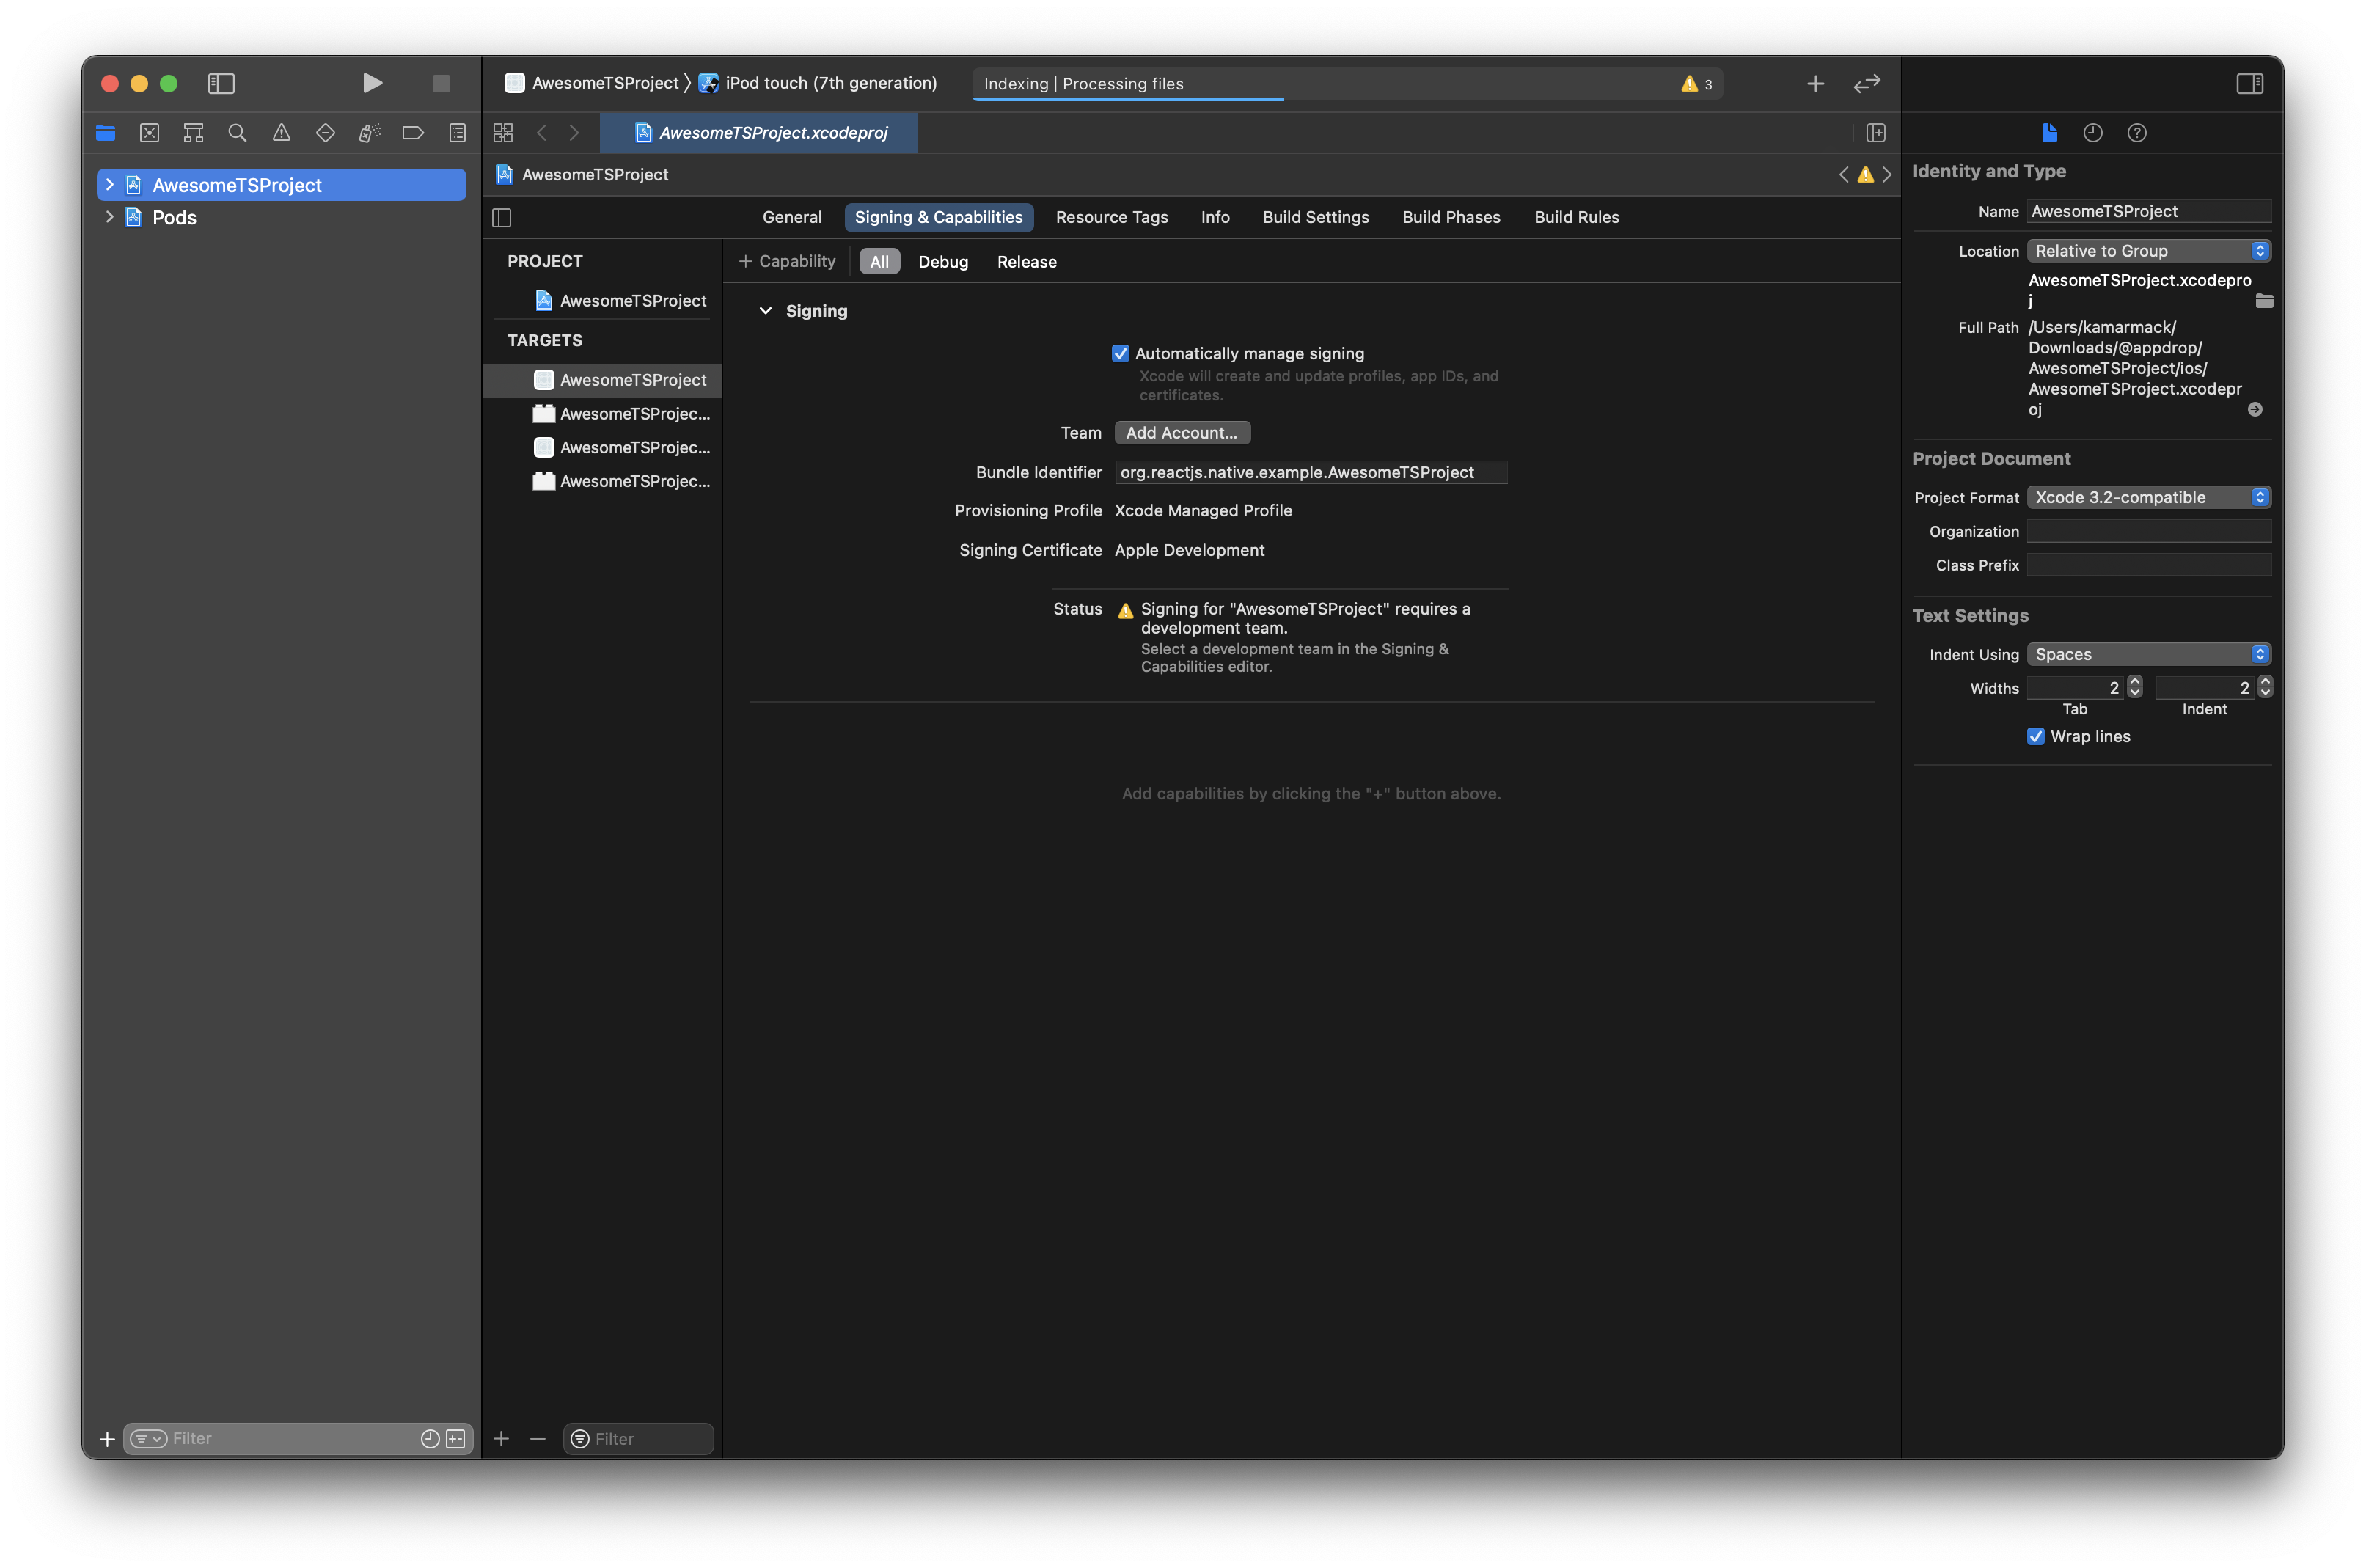 AwesomeTSProject
iPod touch (7th generation)
Indexing | Processing files
3
AwesomeTSProject.xcodeproj
AwesomeTSProject
Pods
AwesomeTSProject
General
Signing & Capabilities
Resource Tags
Info
Build Settings
Build Phases
Build Rules
PROJECT
AwesomeTSProject
TARGETS
AwesomeTSProject
AwesomeTSProjec...
AwesomeTSProjec...
AwesomeTSProjec...
+ Capability
All
Debug
Release
Signing
Automatically manage signing
Xcode will create and update profiles, app IDs, and
certificates.
Team
Add Account...
Bundle Identifier
org.reactjs.native.example.AwesomeTSProject
Provisioning Profile
Xcode Managed Profile
Signing Certificate
Apple Development
Status
Signing for "AwesomeTSProject" requires a
development team.
Select a development team in the Signing &
Capabilities editor.
Add capabilities by clicking the "+" button above.
Identity and Type
Name
AwesomeTSProject
Location
Relative to Group
AwesomeTSProject.xcodepro
j
Full Path
/Users/kamarmack/
Downloads/@appdrop/
AwesomeTSProject/ios/
AwesomeTSProject.xcodepr
oj
Project Document
Project Format
Xcode 3.2-compatible
Organization
Class Prefix
Text Settings
Indent Using
Spaces
Widths
2
2
Tab
Indent
Wrap lines
Filter
Filter